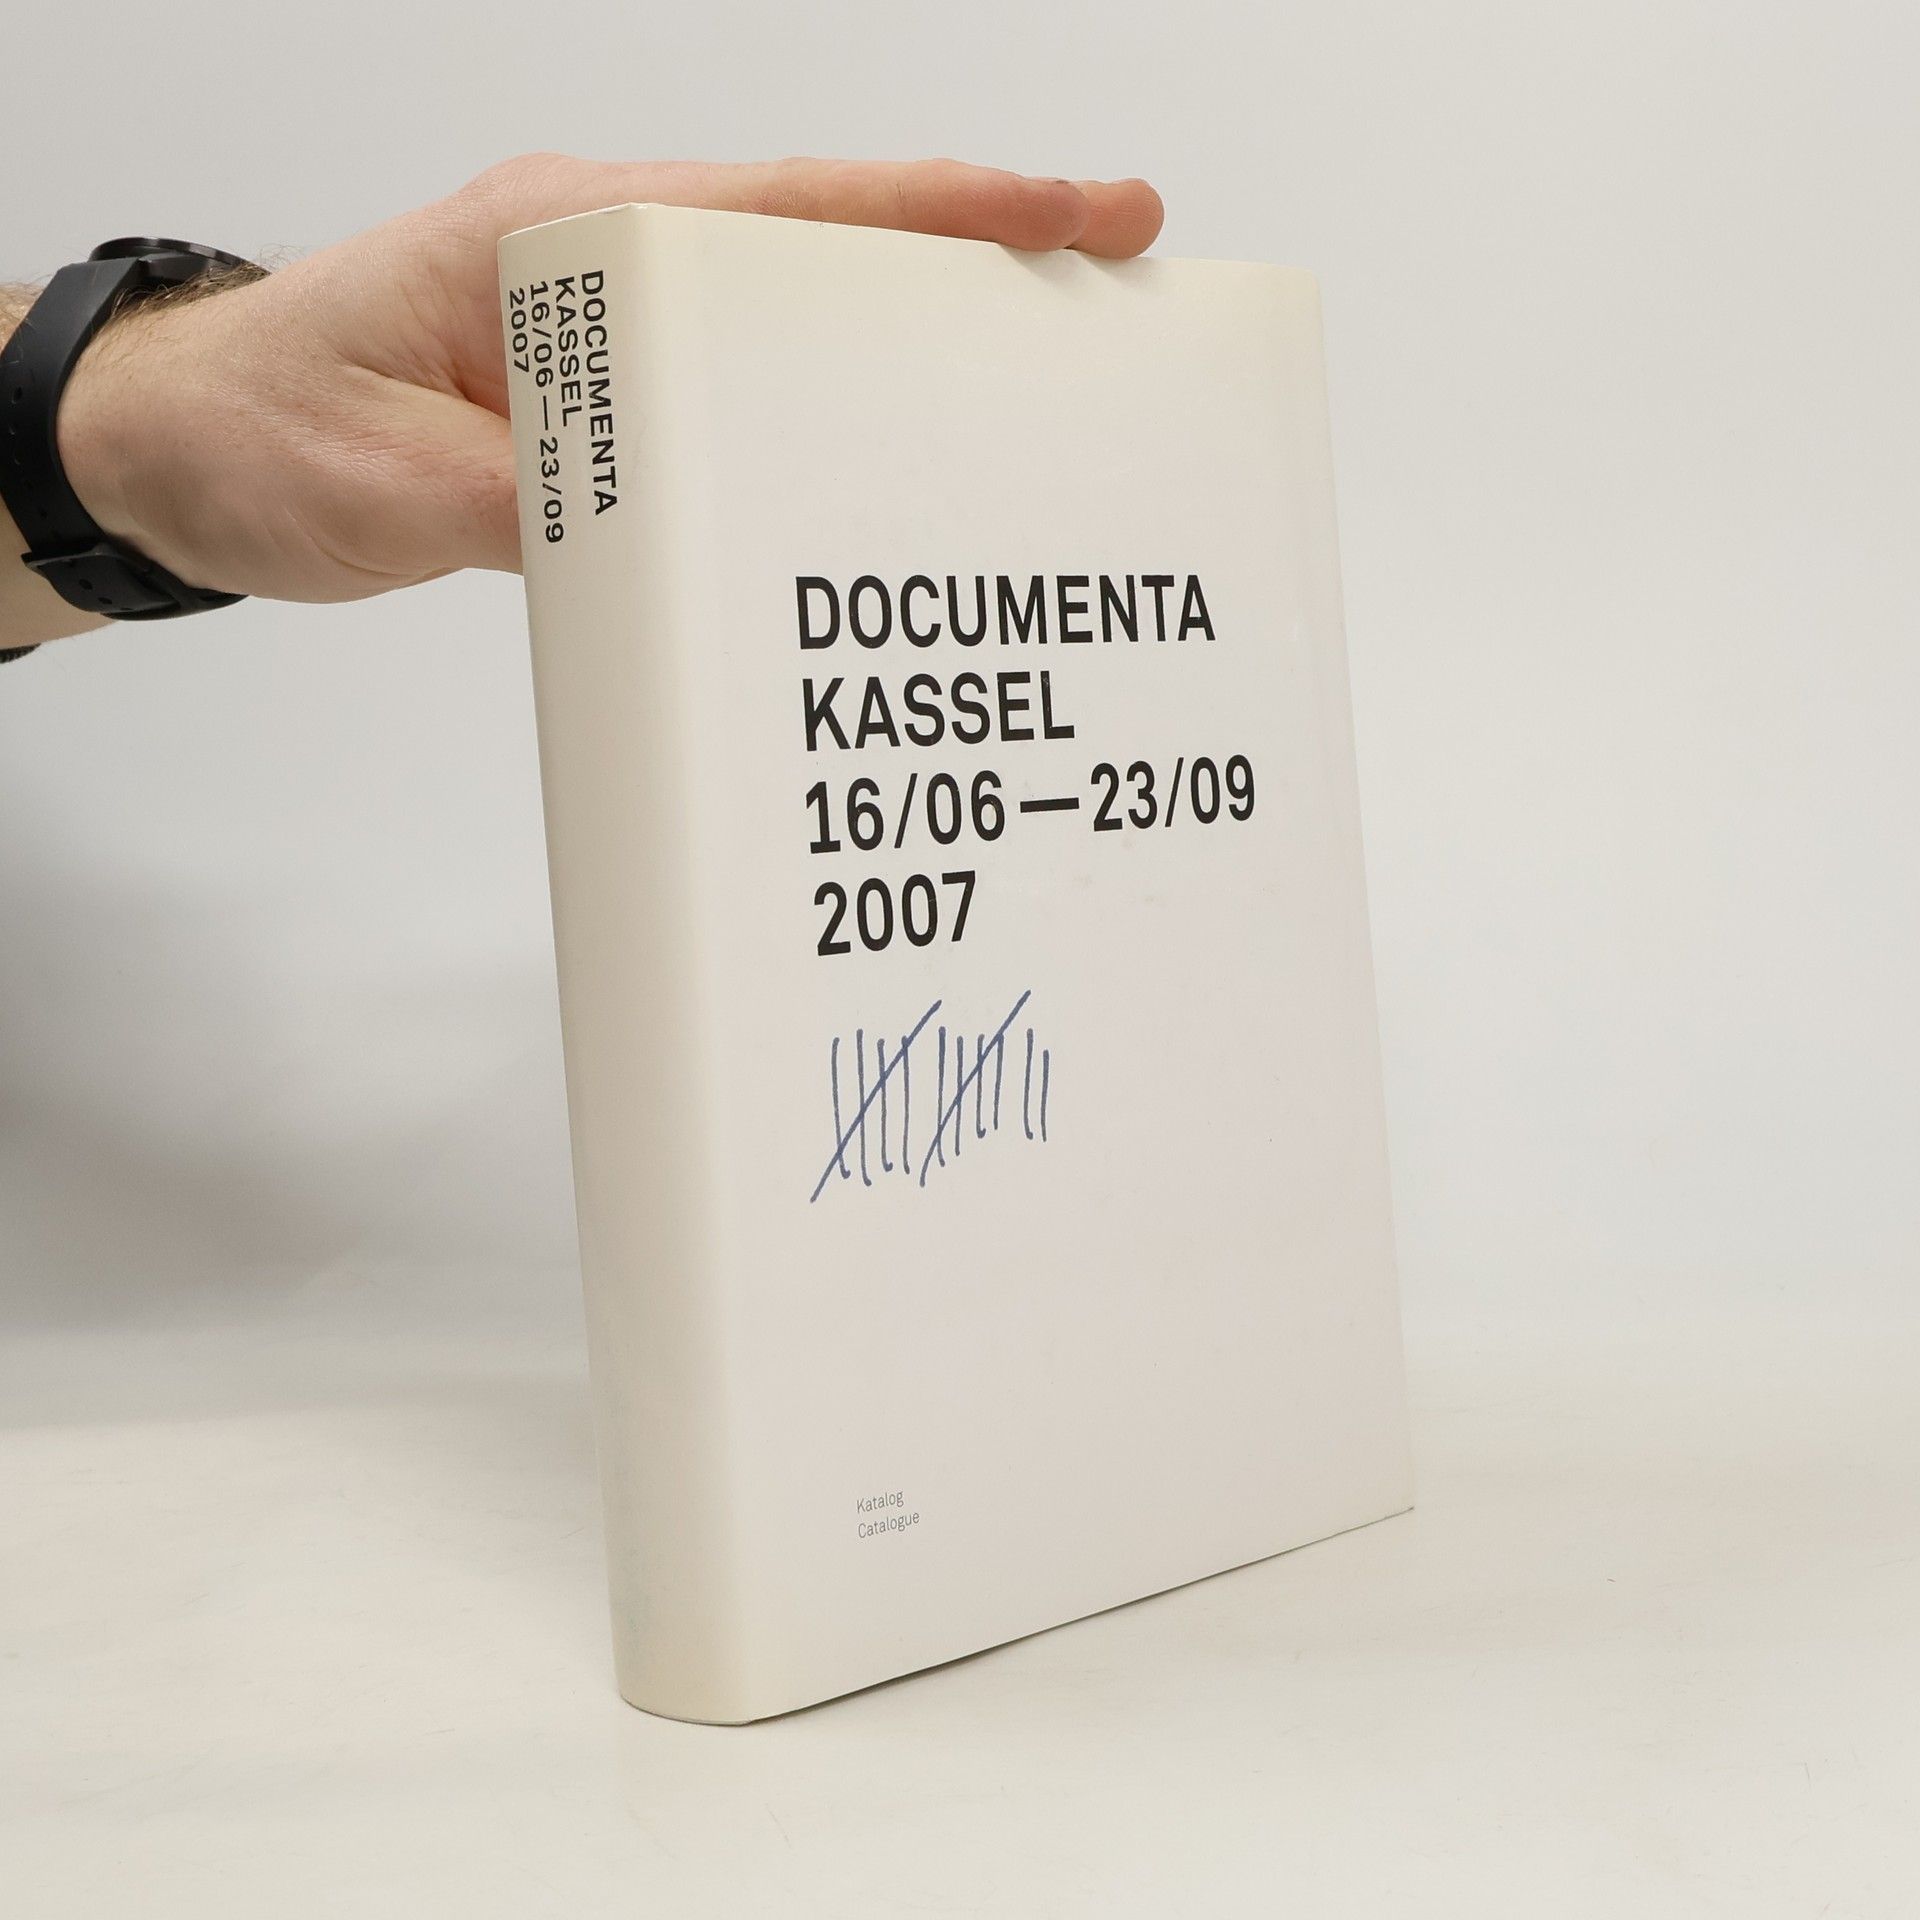 DOCUMENTA
KASSEL
16/06—23/09
2007
DOCUMENTA
KASSEL
16/06—23/09
2007
Katalog
Catalogue